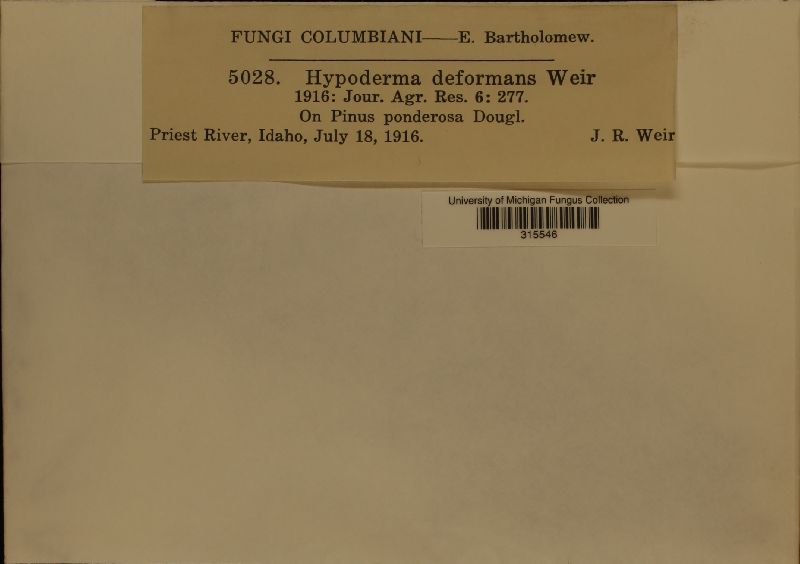 FUNGI COLUMBIANI—E. Bartholomew.
5028. Hypoderma deformans Weir
1916: Jour. Agr. Res. 6: 277.
On Pinus ponderosa Dougl.
Priest River, Idaho, July 18, 1916. J. R. Weir
University of Michigan Fungus Collection
315546